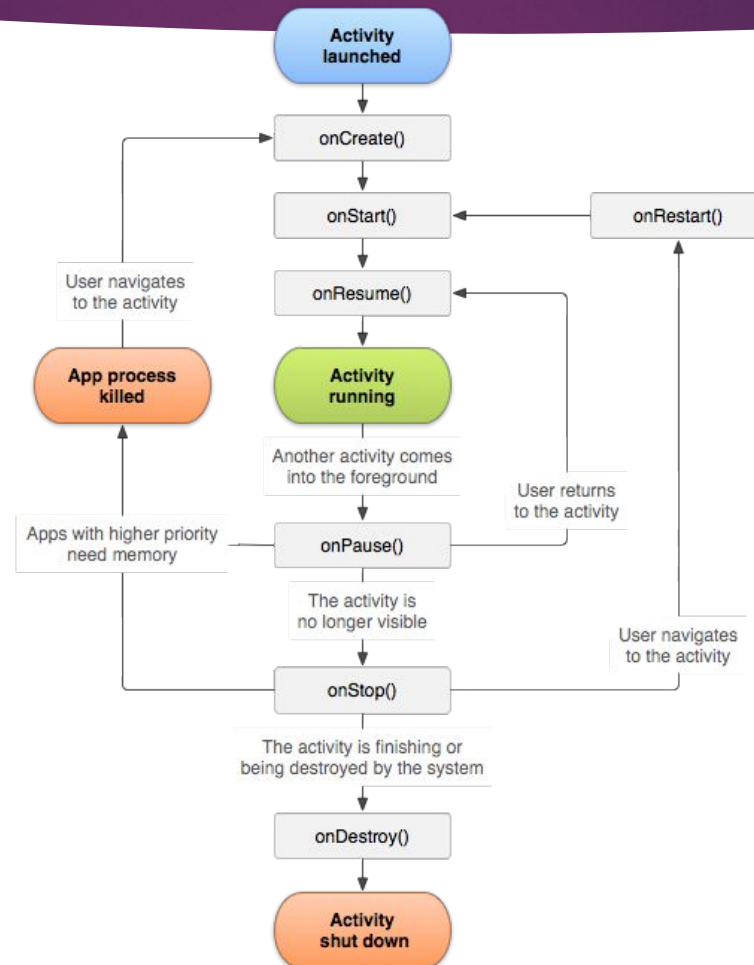 Activity
launched
onCreate()
onStart()
onRestart()
User navigates
to the activity
onResume()
App process
killed
Activity
running
Another activity comes
into the foreground
User returns
to the activity
Apps with higher priority
need memory
onPause()
The activity is
no longer visible
User navigates
to the activity
onStop()
The activity is finishing or
being destroyed by the system
onDestroy()
Activity
shut down